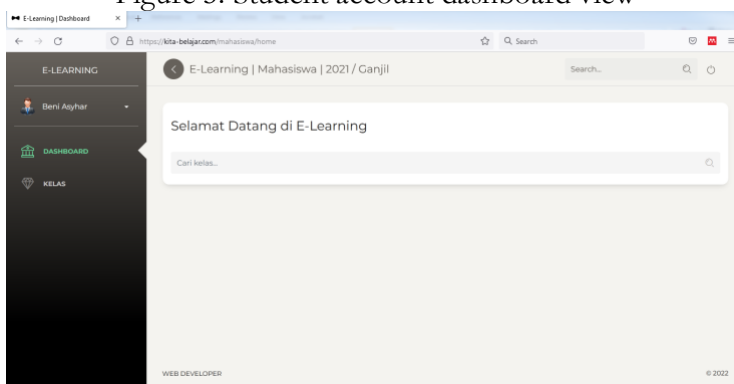 Figure 3. Student account dashboard view
E-Learning | Dashboard
https://kita-belajar.com/mahasiswa/home
Search
E-LEARNING
E-Learning | Mahasiswa | 2021 / Ganjil
Search...
Beni Asyhar
Selamat Datang di E-Learning
DASHBOARD
Cari kelas...
KELAS
WEB DEVELOPER
© 2022